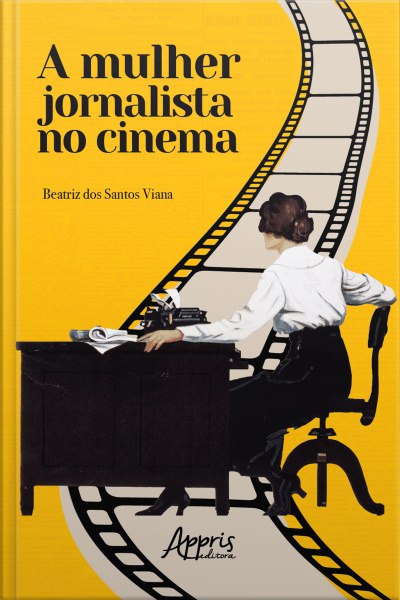 A mulher
jornalista
no cinema
Beatriz dos Santos Viana
Appris
editora